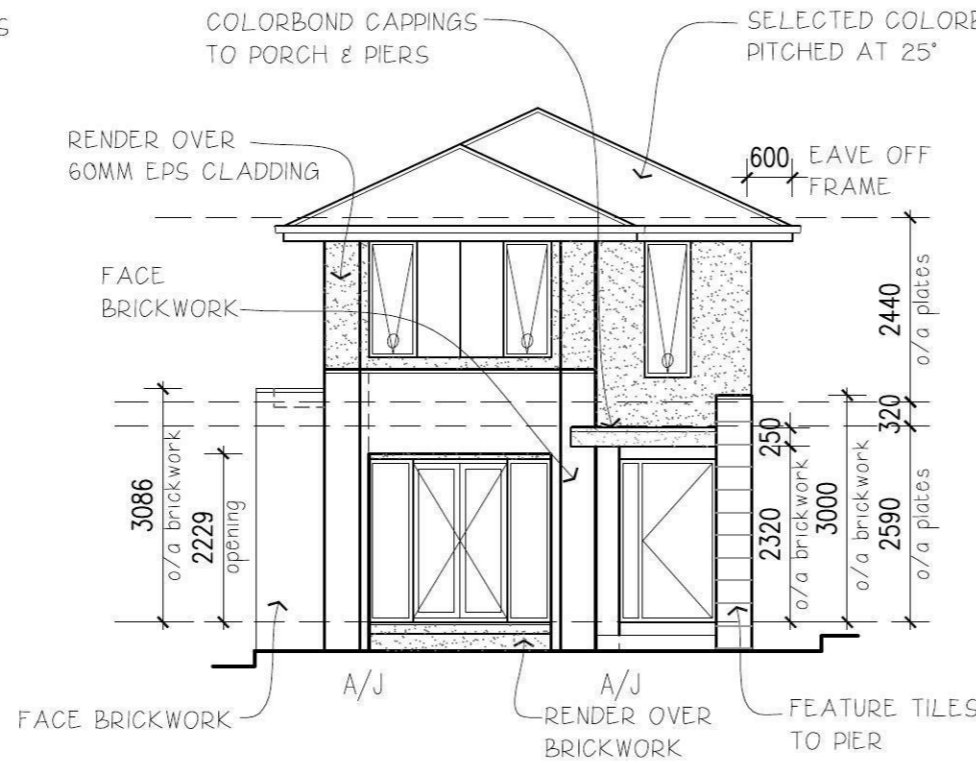 S
COLORBOND CAPPINGS
TO PORCH & PIERS
SELECTED COLORB
PITCHED AT 25°
RENDER OVER
60MM EPS CLADDING
600
EAVE OFF
FRAME
FACE
BRICKWORK
2440
o/a plates
320
250
3086
o/a brickwork
2229
opening
2320
o/a brickwork
3000
o/a brickwork
2590
o/a plates
A/J
A/J
FACE BRICKWORK
RENDER OVER
BRICKWORK
FEATURE TILES
TO PIER